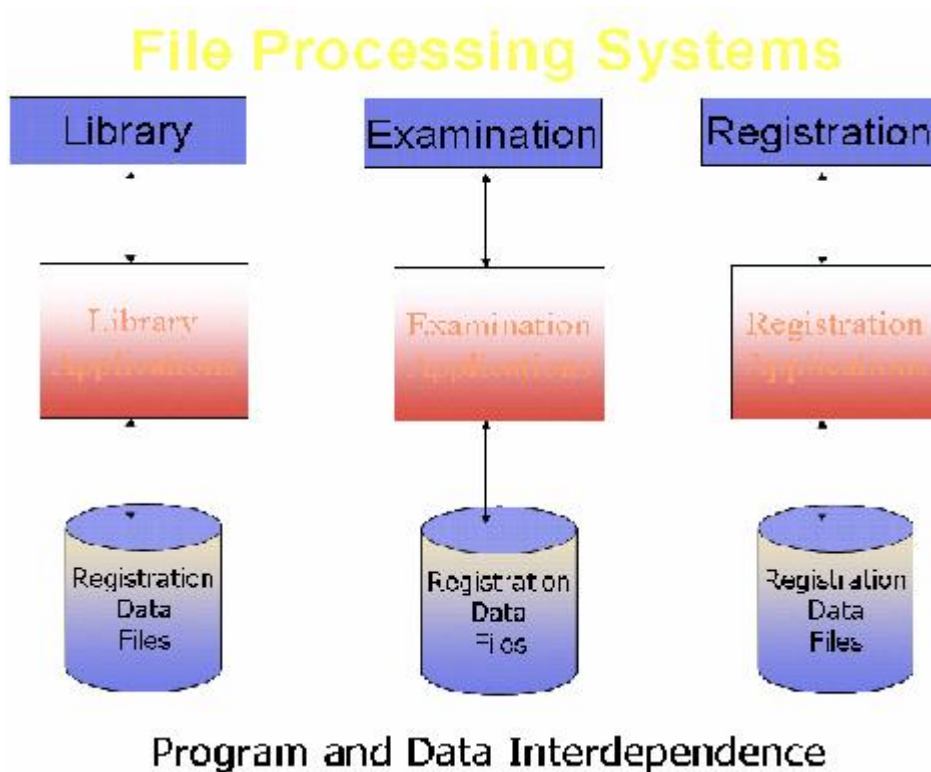 File Processing Systems
Library
Examination
Registration
Library
Applications
Examination
Applications
Registration
Applications
Registration
Data
Files
Registration
Data
Files
Registration
Data
Files
Program and Data Interdependence